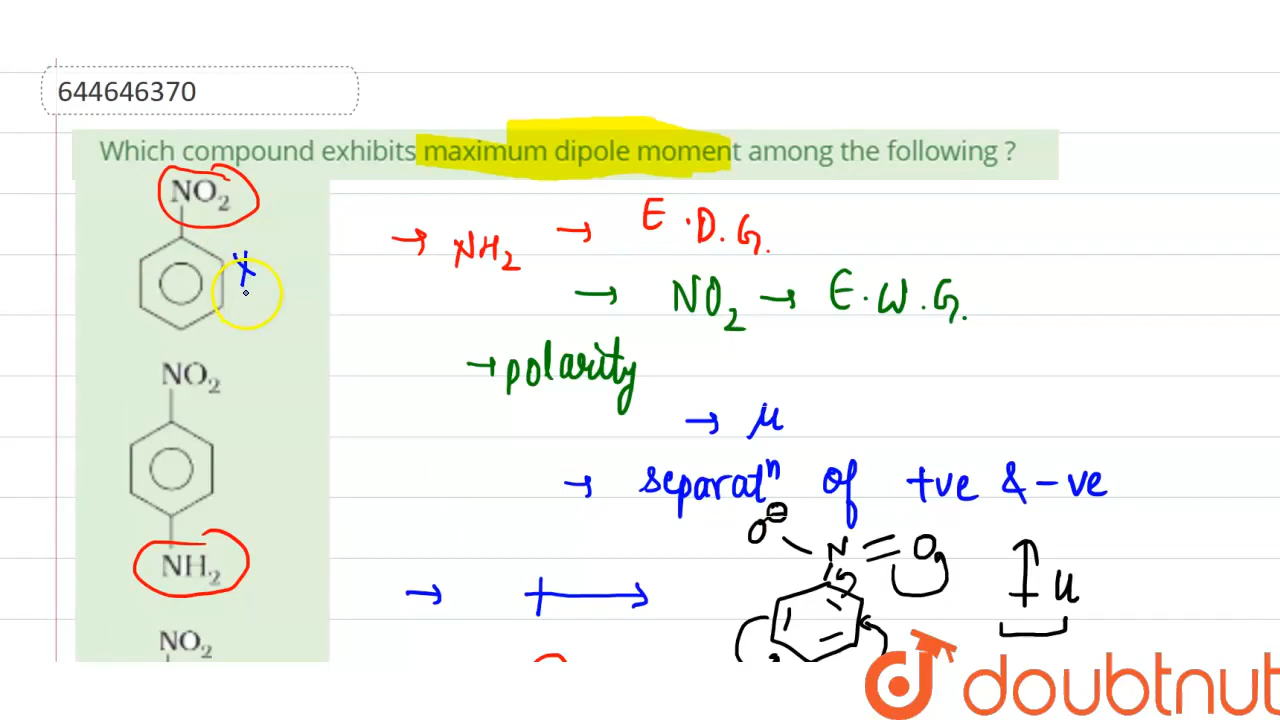 644646370
Which compound exhibits maximum dipole moment among the following ?
NO2
→ NH2 → E.D.G.
→ NO2 → E.W.G.
→ polarity
NO2
→ μ
→ separatn of +ve & -ve
O⊖
N = O
NH2
→
μ
NO2
doubtnut